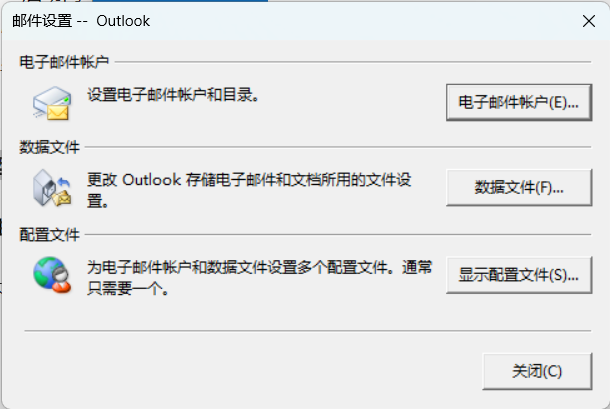 邮件设置 -- Outlook
电子邮件帐户
设置电子邮件帐户和目录。
电子邮件帐户(E)...
数据文件
更改 Outlook 存储电子邮件和文档所用的文件设
置。
数据文件(F)...
配置文件
为电子邮件帐户和数据文件设置多个配置文件。通常
只需要一个。
显示配置文件(S)...
关闭(C)